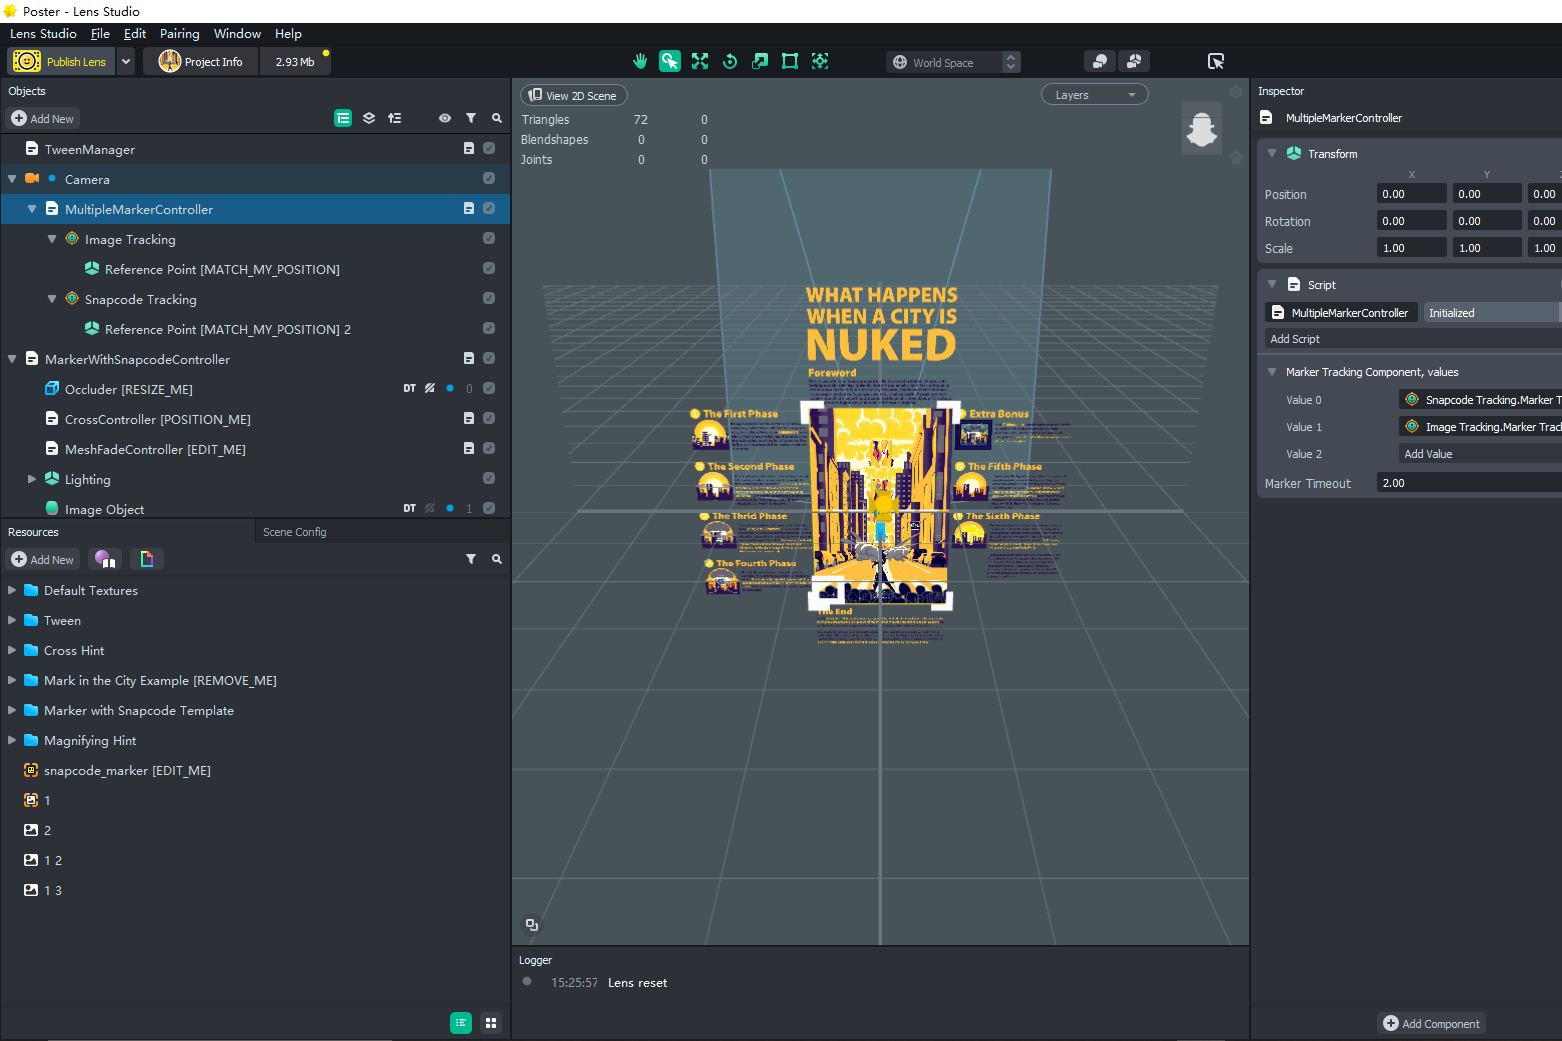 Poster - Lens Studio
Lens Studio File Edit Pairing Window Help
Publish Lens Project Info 2.93 Mb World Space
Objects
Add New
TweenManager
Camera
MultipleMarkerController
Image Tracking
Reference Point [MATCH_MY_POSITION]
Snapcode Tracking
Reference Point [MATCH_MY_POSITION] 2
MarkerWithSnapcodeController
Occluder [RESIZE_ME] DT 0
CrossController [POSITION_ME]
MeshFadeController [EDIT_ME]
Lighting
Image Object DT 1
Resources Scene Config
Add New
Default Textures
Tween
Cross Hint
Mark in the City Example [REMOVE_ME]
Marker with Snapcode Template
Magnifying Hint
snapcode_marker [EDIT_ME]
1
2
1 2
1 3
View 2D Scene Layers
Triangles 72 0
Blendshapes 0 0
Joints 0 0
WHAT HAPPENS
WHEN A CITY IS
NUKED
Foreword
The First Phase
Extra Bonus
The Second Phase
The Fifth Phase
The Thrid Phase
The Sixth Phase
The Fourth Phase
The End
Logger
15:25:57 Lens reset
Inspector
MultipleMarkerController
Transform
X Y
Position 0.00 0.00 0.00
Rotation 0.00 0.00 0.00
Scale 1.00 1.00 1.00
Script
MultipleMarkerController Initialized
Add Script
Marker Tracking Component, values
Value 0 Snapcode Tracking.Marker T
Value 1 Image Tracking.Marker Trac
Value 2 Add Value
Marker Timeout 2.00
Add Component